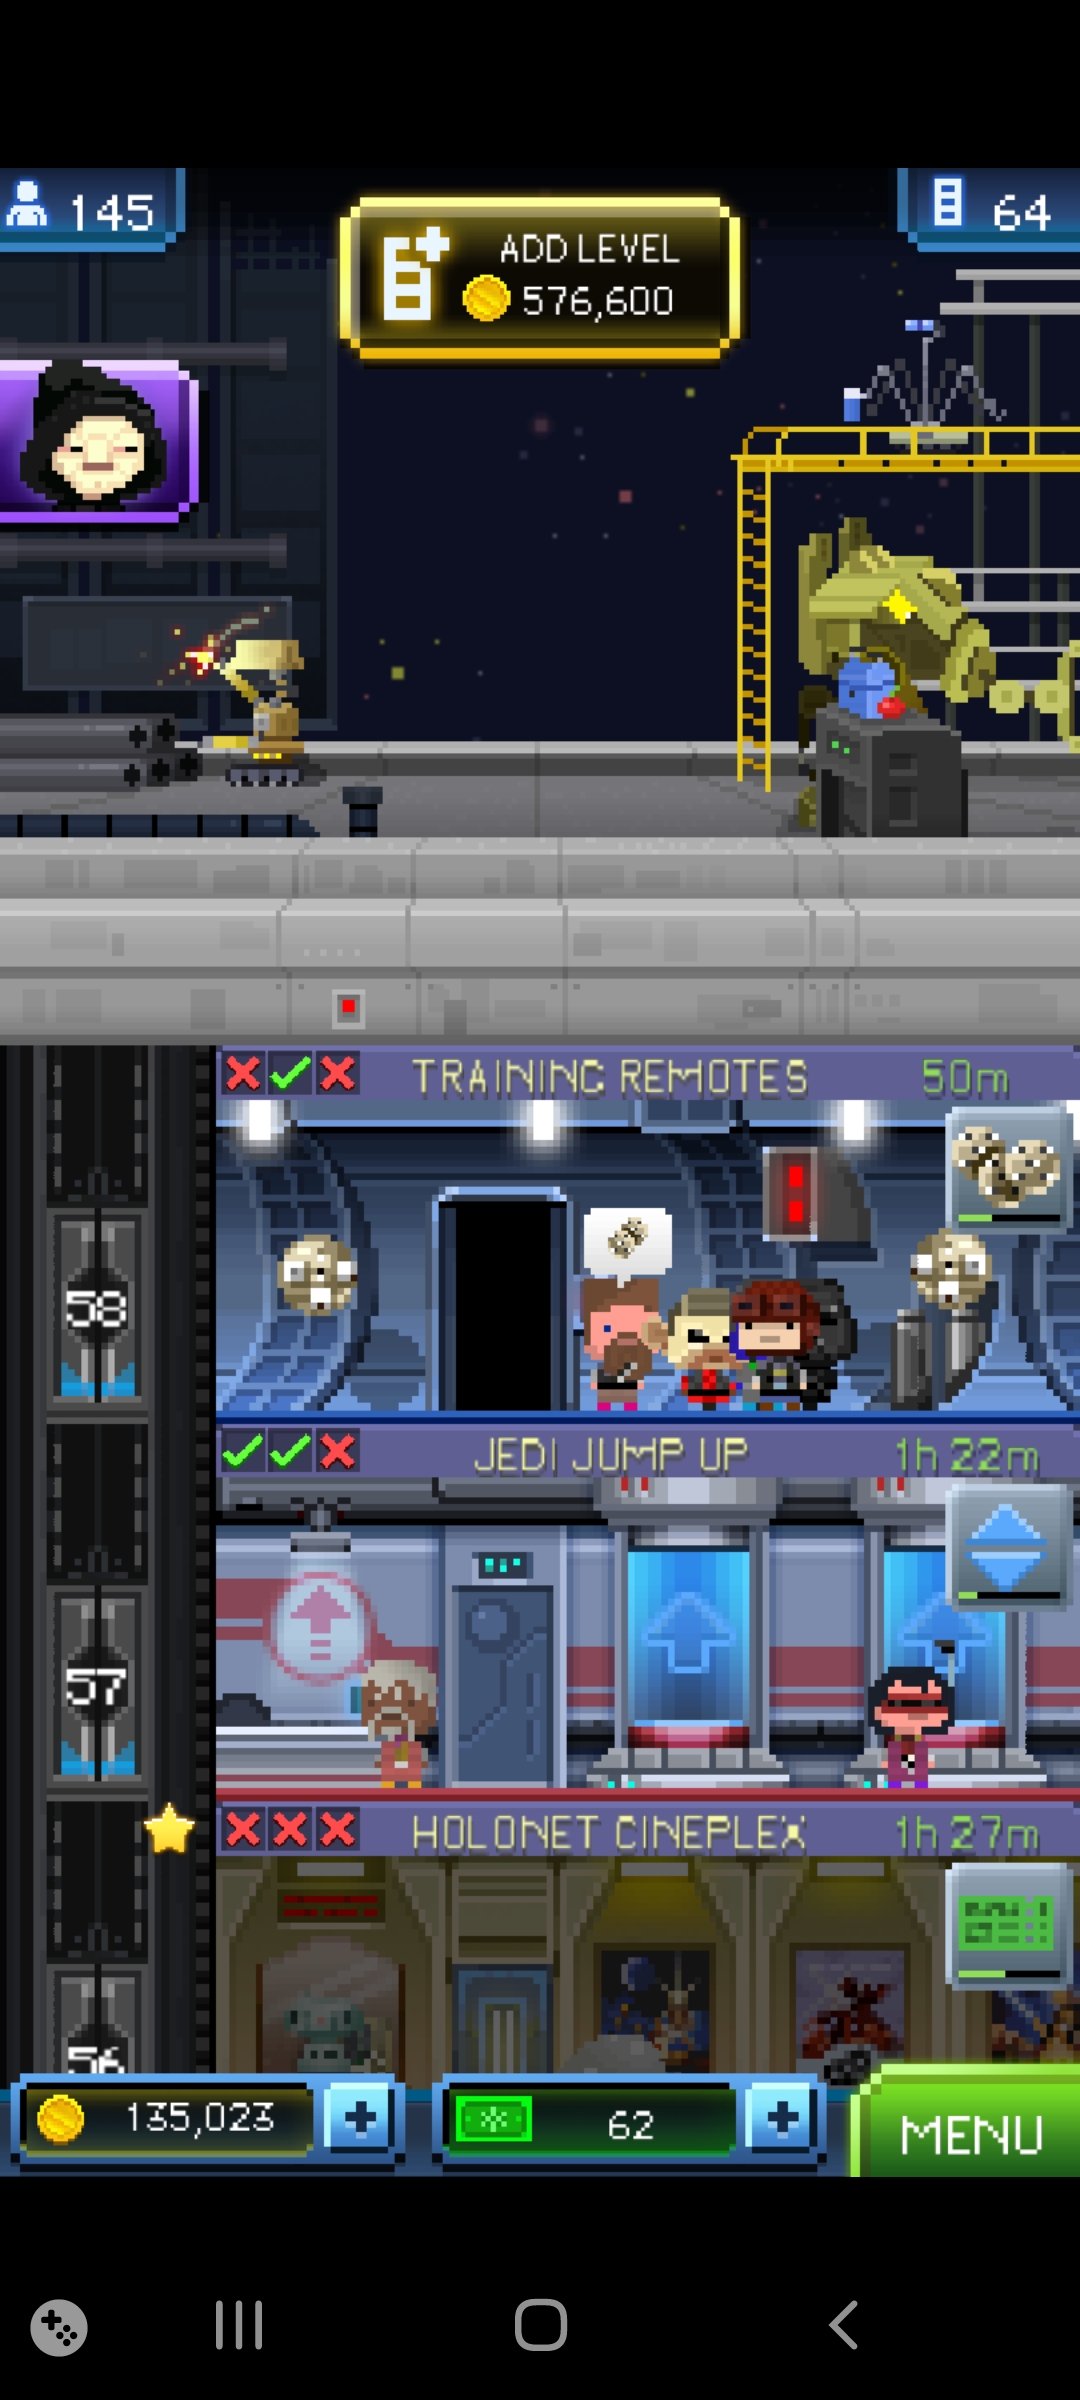 145
ADD LEVEL
64
576,600
TRAINING REMOTES
50m
58
JEDI JUMP UP
1h 22m
57
HOLONET CINEPLEX
1h 27m
56
135,023
62
MENU